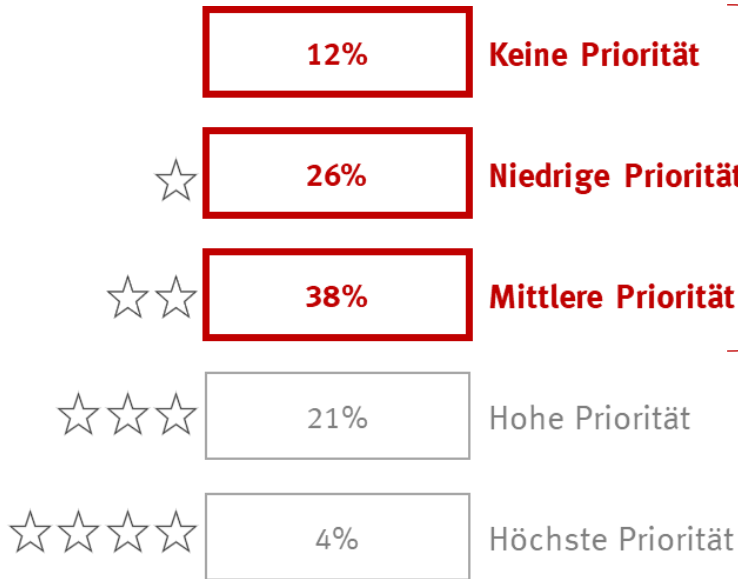 12% Keine Priorität
26% Niedrige Priorität
38% Mittlere Priorität
21% Hohe Priorität
4% Höchste Priorität